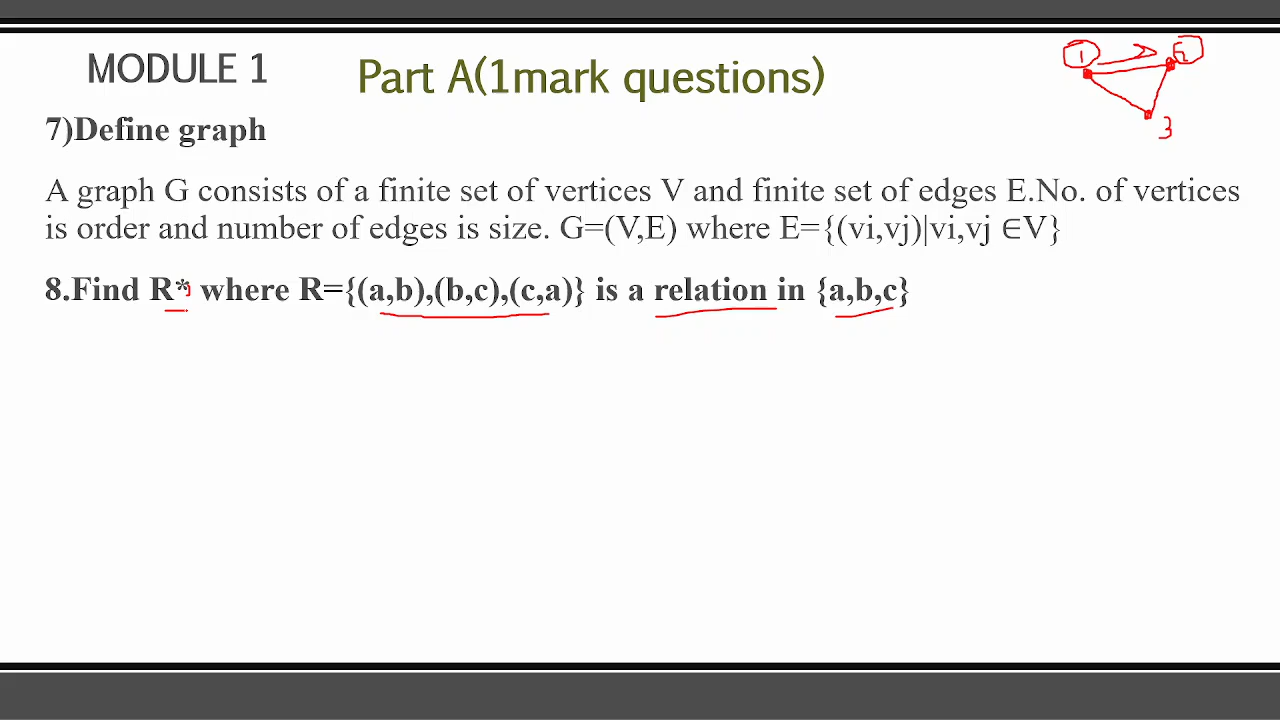 MODULE 1
Part A(1mark questions)
1
2
3
7)Define graph
A graph G consists of a finite set of vertices V and finite set of edges E.No. of vertices
is order and number of edges is size. G=(V,E) where E={(vi,vj)|vi,vj ∈V}
8.Find R* where R={(a,b),(b,c),(c,a)} is a relation in {a,b,c}